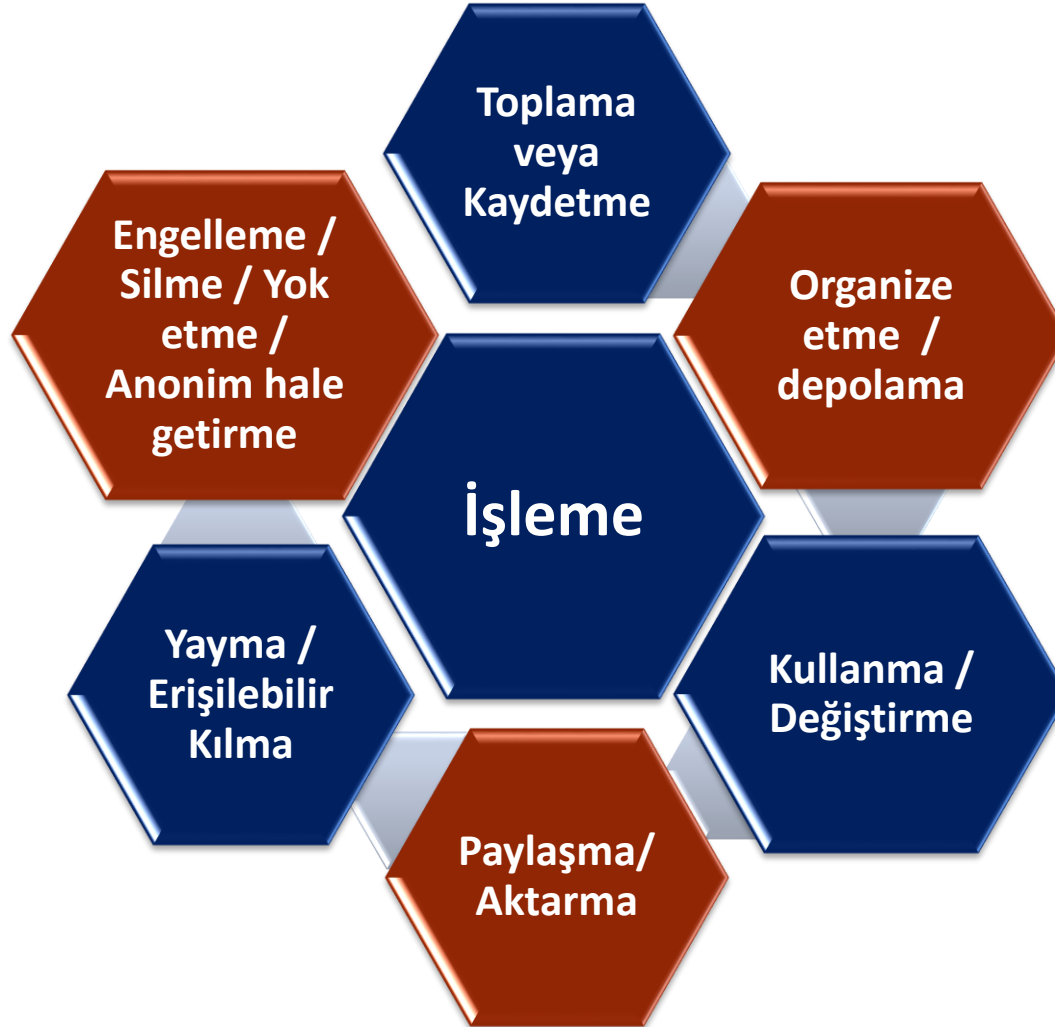 Toplama
veya
Kaydetme
Organize
etme /
depolama
Kullanma /
Değiştirme
Paylaşma/
Aktarma
Yayma /
Erişilebilir
Kılma
Engelleme /
Silme / Yok
etme /
Anonim hale
getirme
İşleme